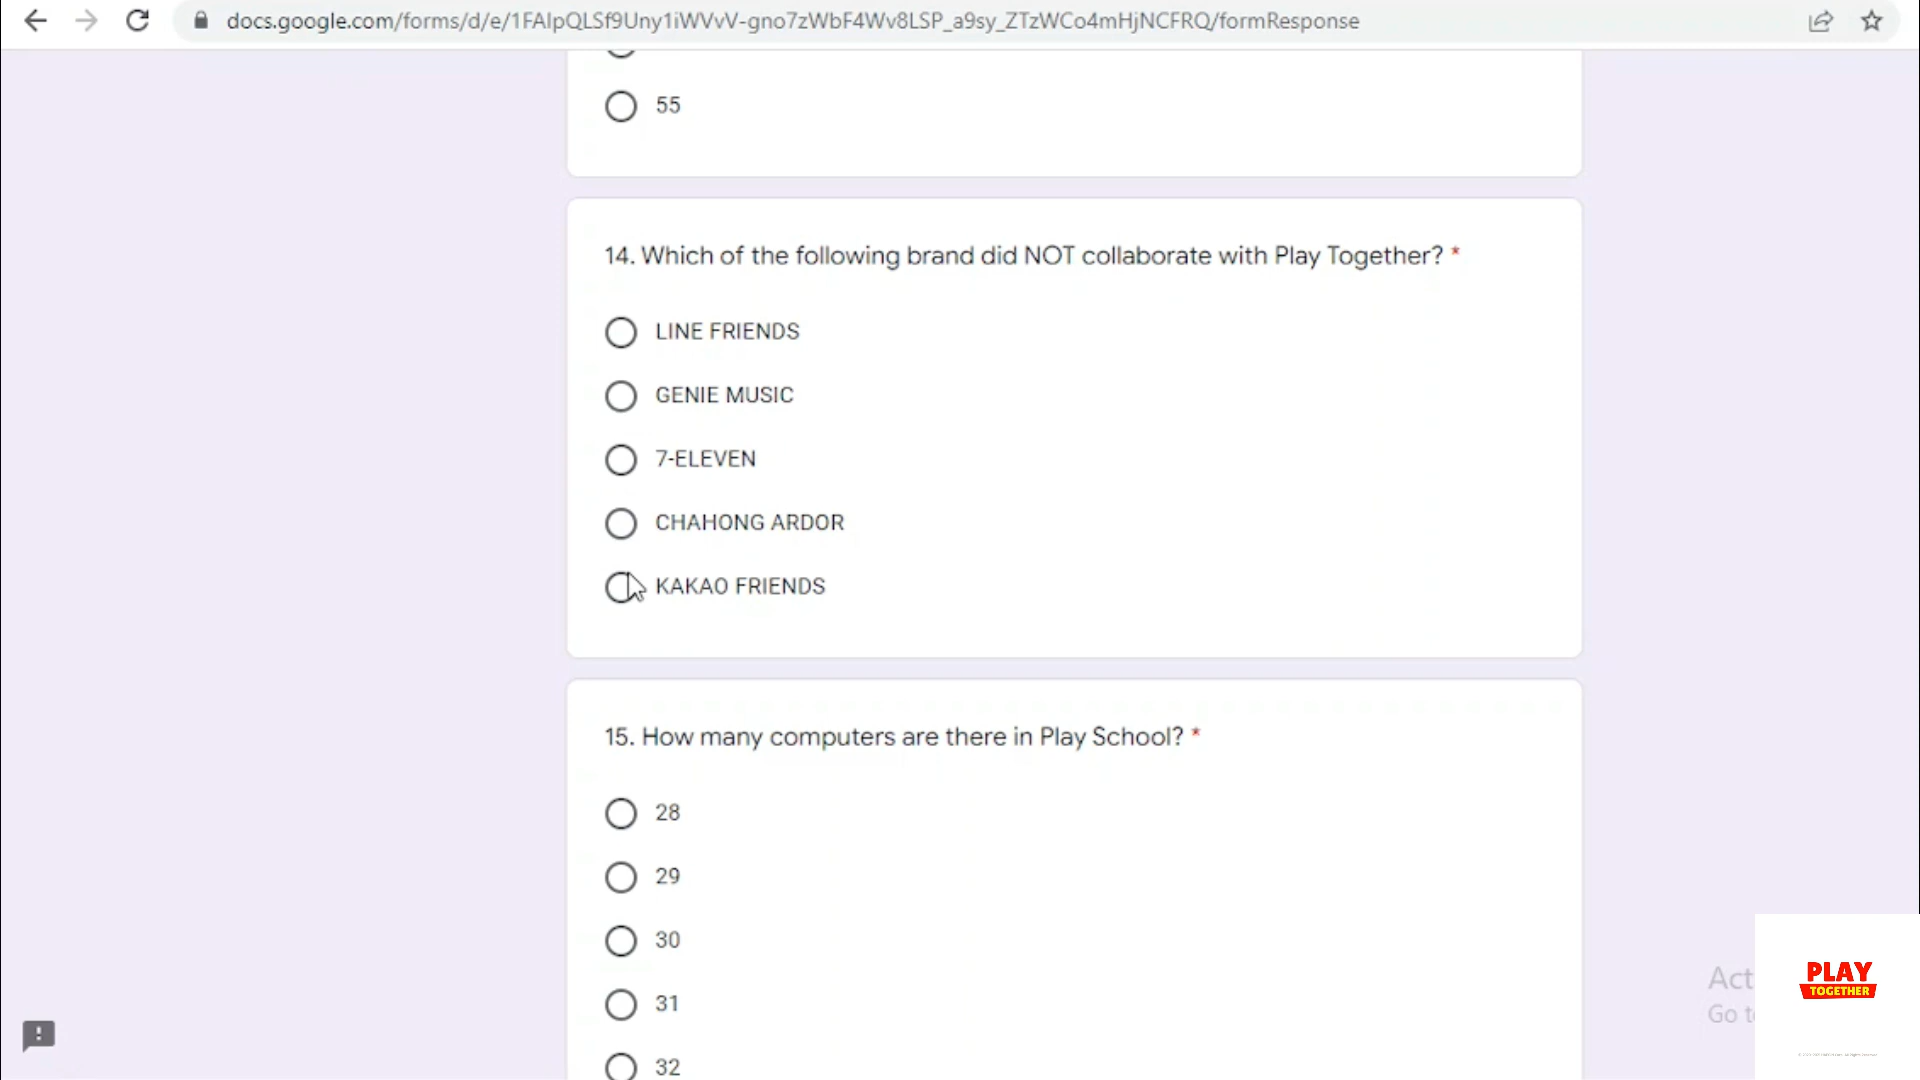 docs.google.com/forms/d/e/1FAIpQLSf9Uny1iWVvV-gno7zWbF4Wv8LSP_a9sy_ZTzWCo4mHjNCFRQ/formResponse
55
14. Which of the following brand did NOT collaborate with Play Together? *
LINE FRIENDS
GENIE MUSIC
7-ELEVEN
CHAHONG ARDOR
KAKAO FRIENDS
15. How many computers are there in Play School? *
28
29
30
31
32
Act
Go t
PLAY
TOGETHER